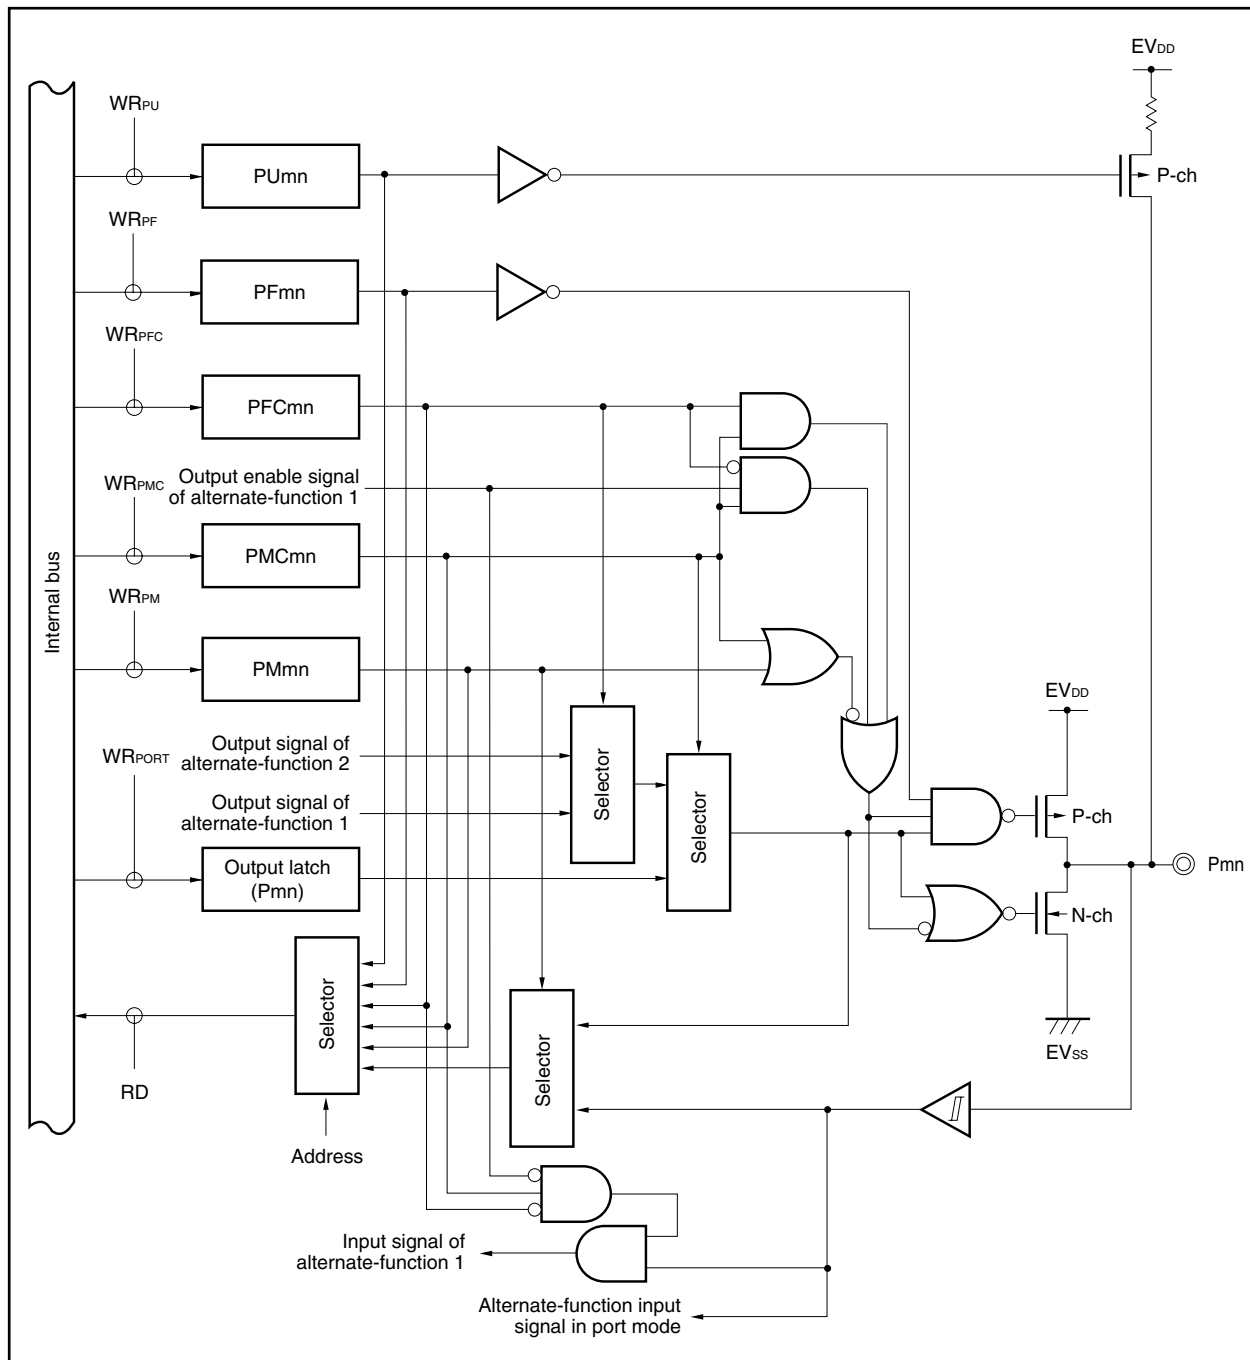 EVDD
WRPU
PUmn
P-ch
WRPF
PFmn
WRPFC
PFCmn
WRPMC
Output enable signal
of alternate-function 1
PMCmn
Internal bus
WRPM
PMmn
EVDD
WRPORT
Output signal of
alternate-function 2
Output signal of
alternate-function 1
Selector
Selector
P-ch
Output latch
(Pmn)
Pmn
N-ch
Selector
Selector
EVSS
RD
Address
Input signal of
alternate-function 1
Alternate-function input
signal in port mode